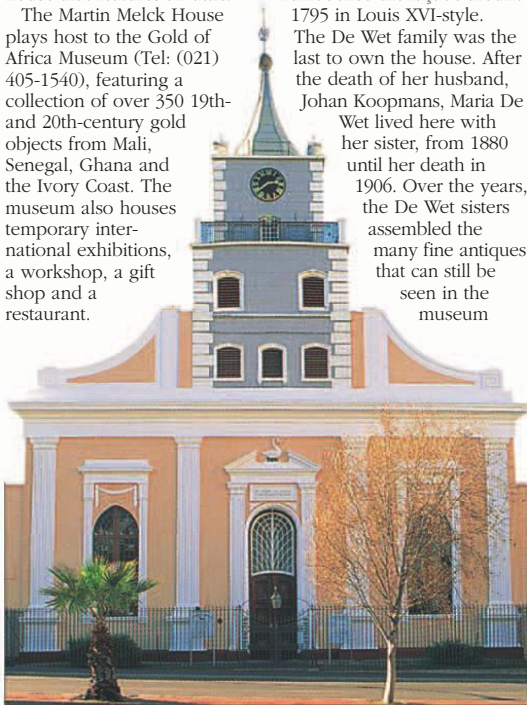 The Martin Melck House
plays host to the Gold of
Africa Museum (Tel: (021)
405-1540), featuring a
collection of over 350 19th-
and 20th-century gold
objects from Mali,
Senegal, Ghana and
the Ivory Coast. The
museum also houses
temporary inter-
national exhibitions,
a workshop, a gift
shop and a
restaurant.
1795 in Louis XVI-style.
The De Wet family was the
last to own the house. After
the death of her husband,
Johan Koopmans, Maria De
Wet lived here with
her sister, from 1880
until her death in
1906. Over the years,
the De Wet sisters
assembled the
many fine antiques
that can still be
seen in the
museum